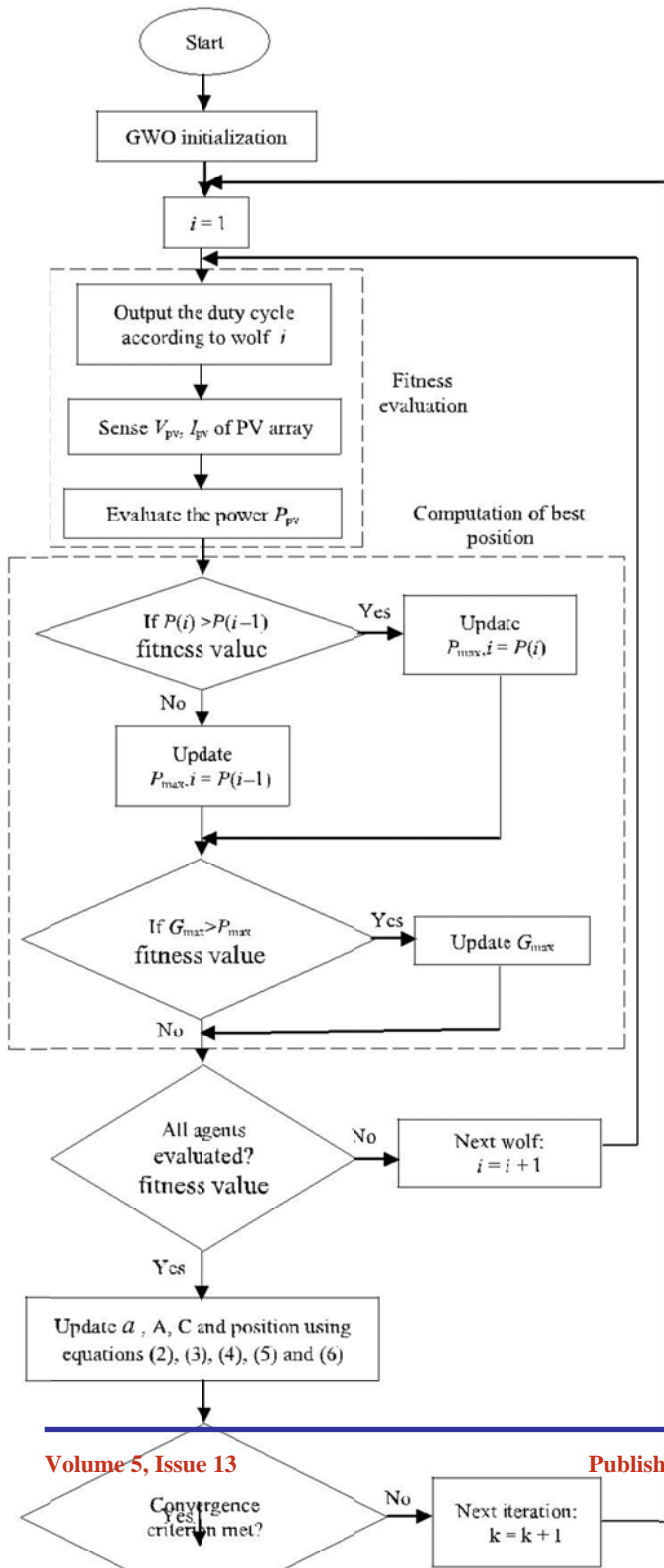 Start
GWO initialization
i = 1
Output the duty cycle
according to wolf i
Fitness
evaluation
Sense Vpv, Ipv of PV array
Evaluate the power Ppv
Computation of best
position
If P(i) >P(i–1)
fitness value
Yes
Update
Pmax,i = P(i)
No
Update
Pmax,i = P(i–1)
If Gmax>Pmax
fitness value
Yes
Update Gmax
No
All agents
evaluated?
fitness value
No
Next wolf:
i = i + 1
Yes
Update a , A, C and position using
equations (2), (3), (4), (5) and (6)
Volume 5, Issue 13
Publish
Convergence
criterion met?
Yes
No
Next iteration:
k = k + 1